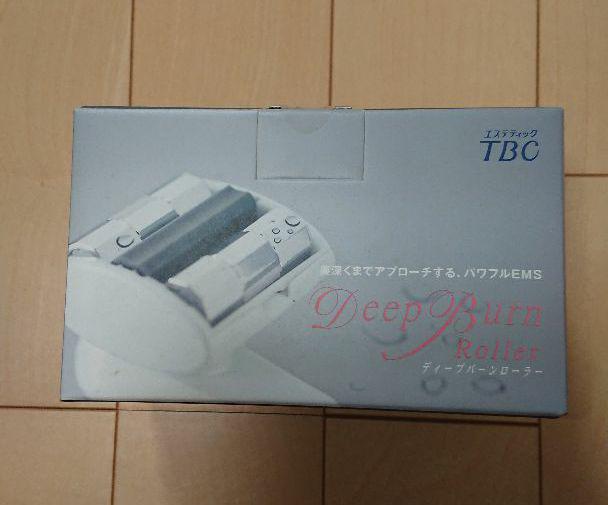 エステティック
TBC
奥深くまでアプローチする、パワフルEMS
Deep Burn
Roller
ディープバーンローラー